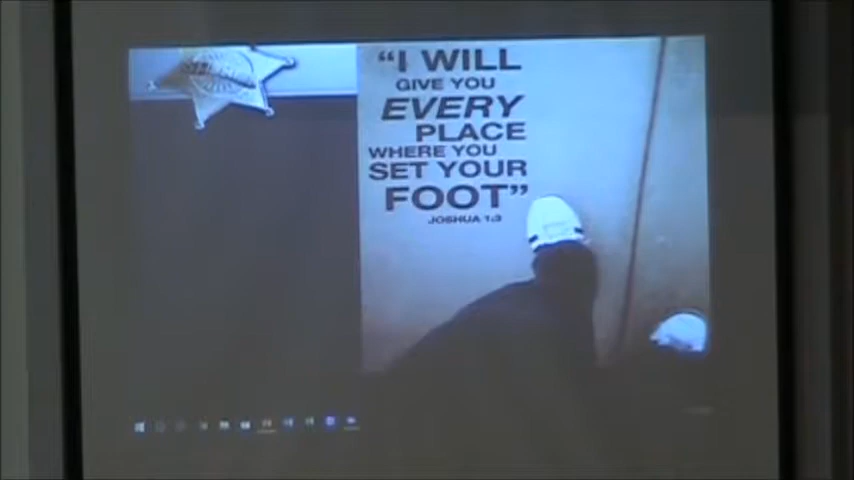 “I WILL
GIVE YOU
EVERY
PLACE
WHERE YOU
SET YOUR
FOOT”
JOSHUA 1:3